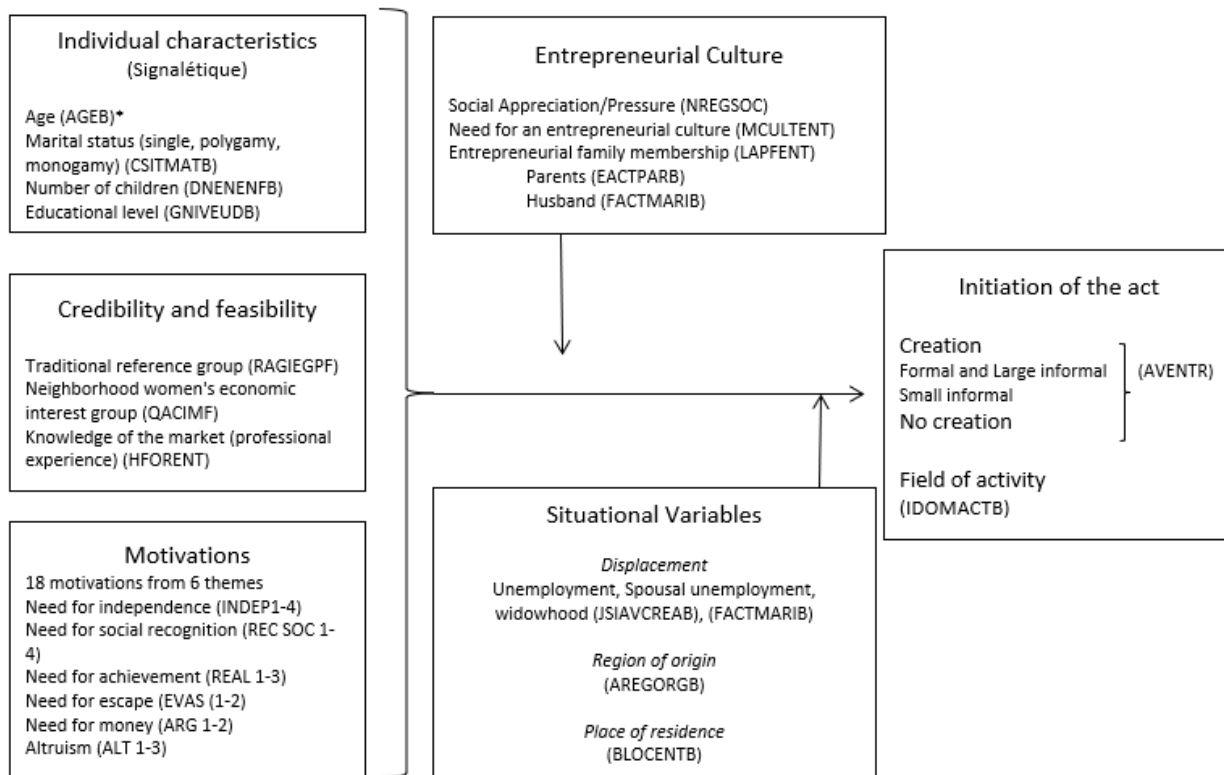 Individual characteristics
(Signalétique)
Age (AGEB)*
Marital status (single, polygamy,
monogamy) (CSITMATB)
Number of children (DNENENFB)
Educational level (GNIVEUDB)
Credibility and feasibility
Traditional reference group (RAGIEGPF)
Neighborhood women's economic
interest group (QACIMF)
Knowledge of the market (professional
experience) (HFORENT)
Motivations
18 motivations from 6 themes
Need for independence (INDEP1-4)
Need for social recognition (REC SOC 1-
4)
Need for achievement (REAL 1-3)
Need for escape (EVAS (1-2)
Need for money (ARG 1-2)
Altruism (ALT 1-3)
Entrepreneurial Culture
Social Appreciation/Pressure (NREGSOC)
Need for an entrepreneurial culture (MCULTENT)
Entrepreneurial family membership (LAPFENT)
Parents (EACTPARB)
Husband (FACTMARIB)
Situational Variables
Displacement
Unemployment, Spousal unemployment,
widowhood (JSIAVCREAB), (FACTMARIB)
Region of origin
(AREGORGB)
Place of residence
(BLOCENTB)
Initiation of the act
Creation
Formal and Large informal
Small informal
No creation
(AVENTR)
Field of activity
(IDOMACTB)